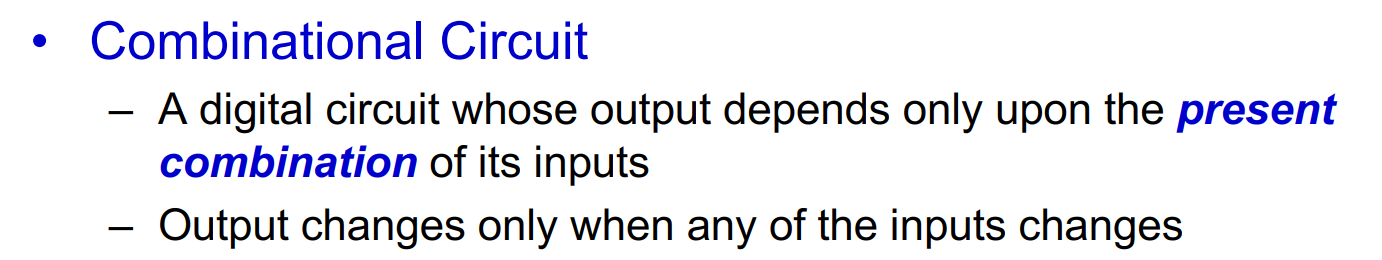 • Combinational Circuit
– A digital circuit whose output depends only upon the present
combination of its inputs
– Output changes only when any of the inputs changes